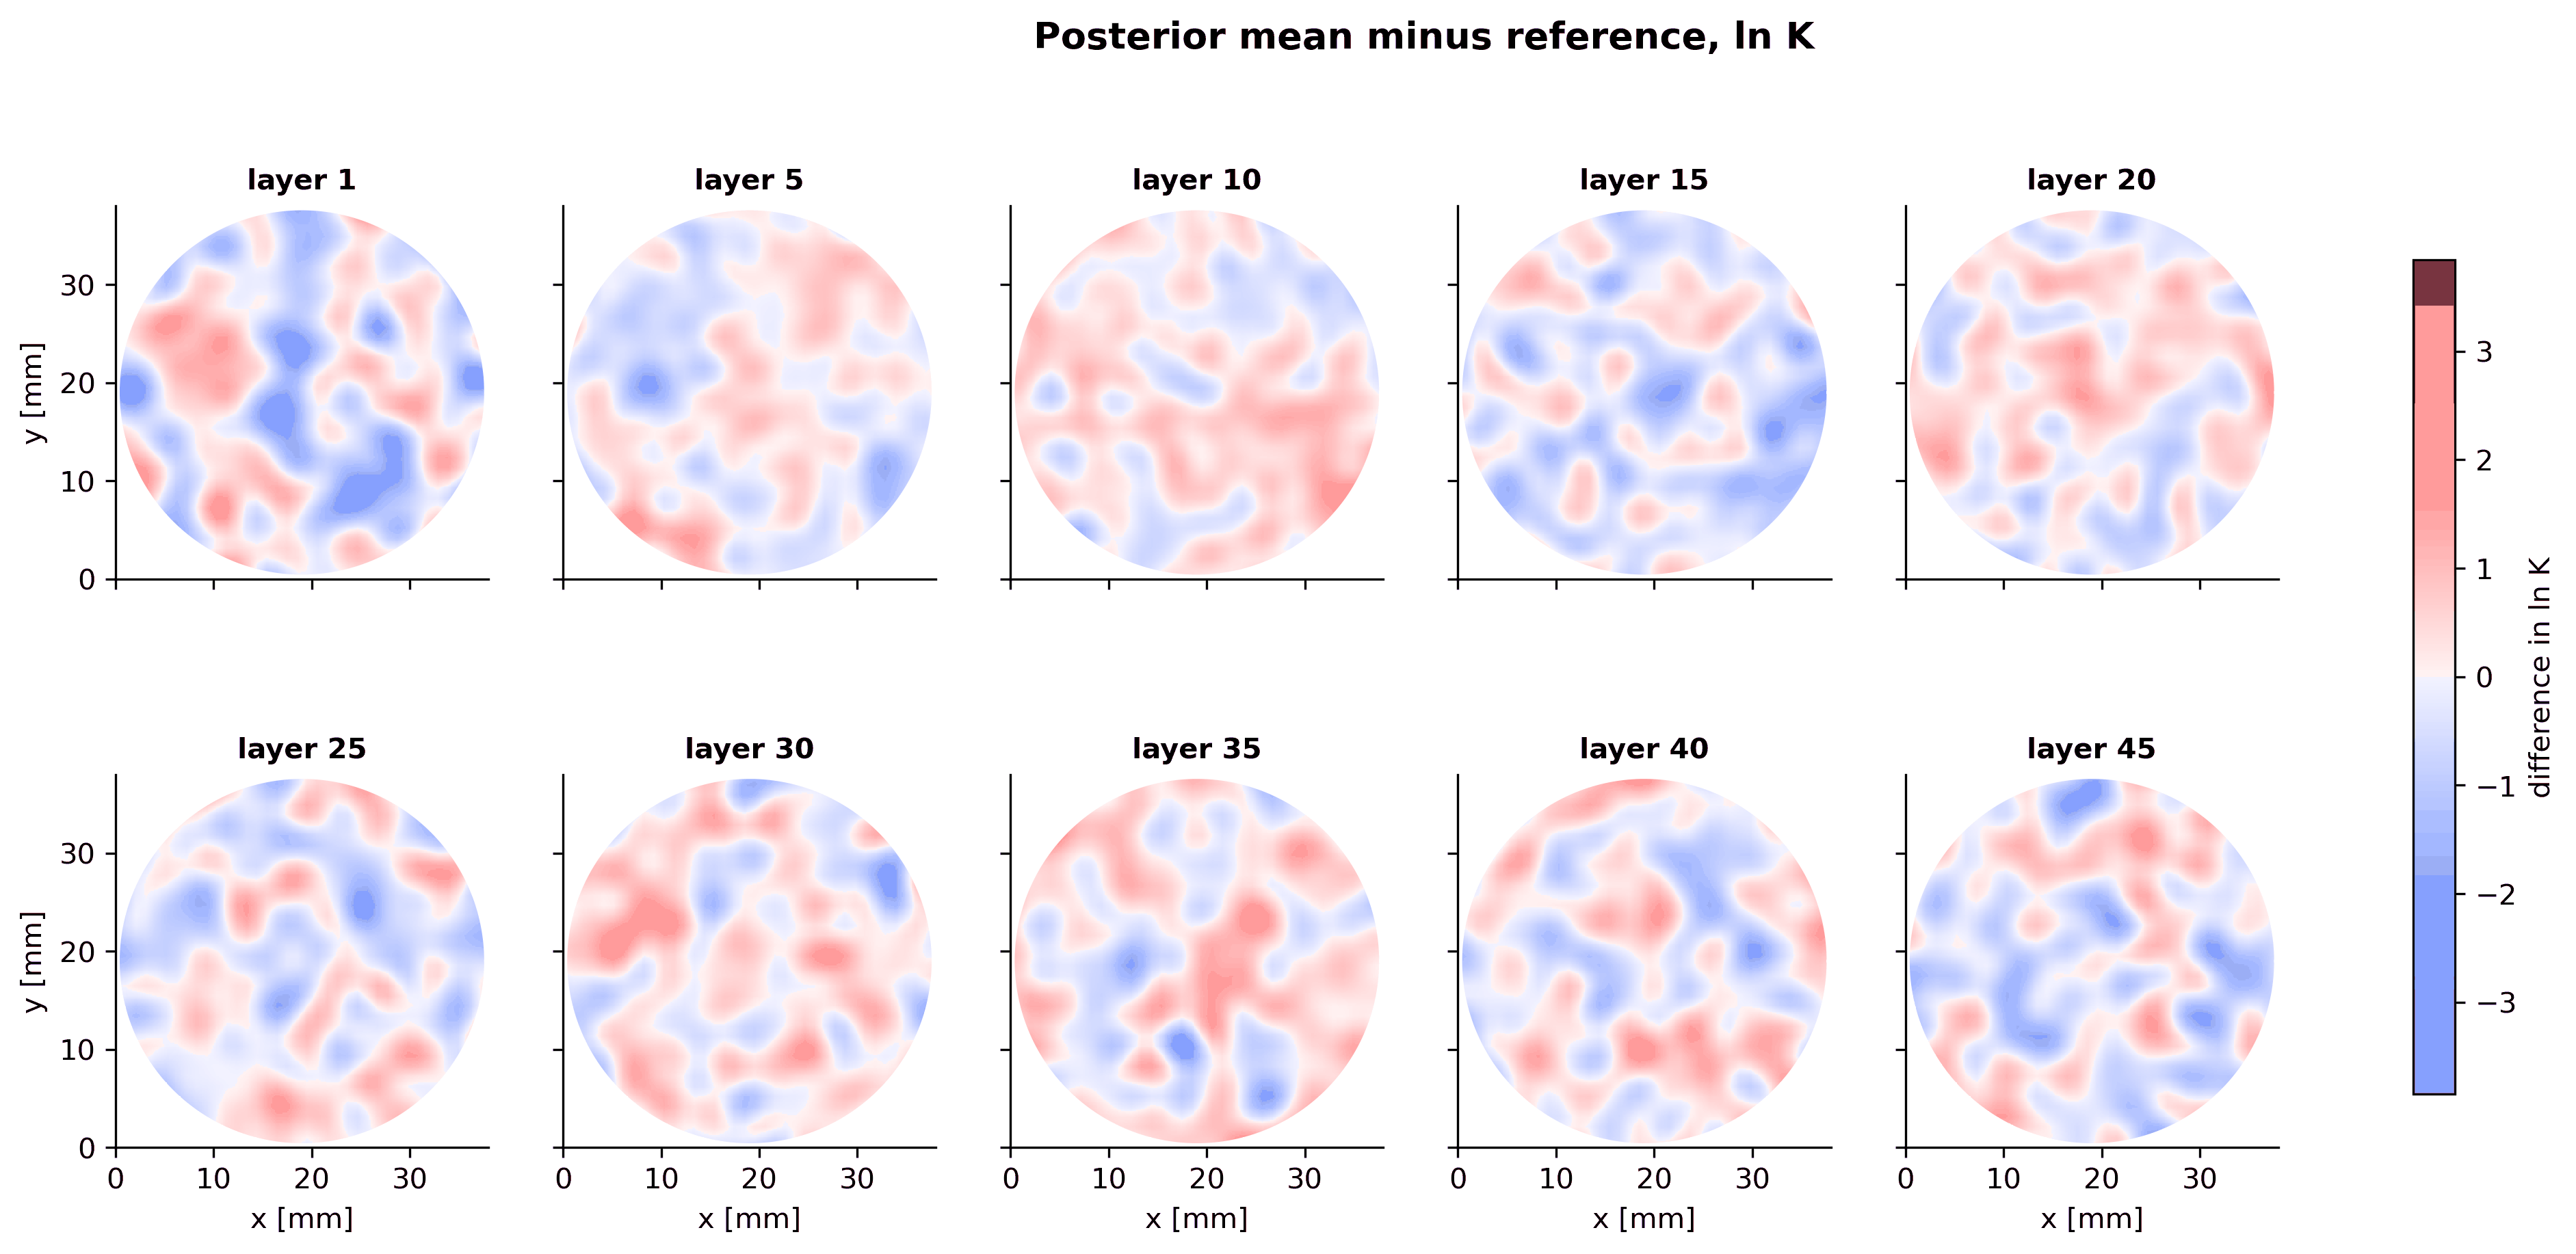 Posterior mean minus reference, ln K
layer 1
layer 5
layer 10
layer 15
layer 20
y [mm]
30
20
10
0
layer 25
layer 30
layer 35
layer 40
layer 45
y [mm]
30
20
10
0
0 10 20 30
0 10 20 30
0 10 20 30
0 10 20 30
0 10 20 30
x [mm]
x [mm]
x [mm]
x [mm]
x [mm]
3
2
1
0
−1
−2
−3
difference in ln K